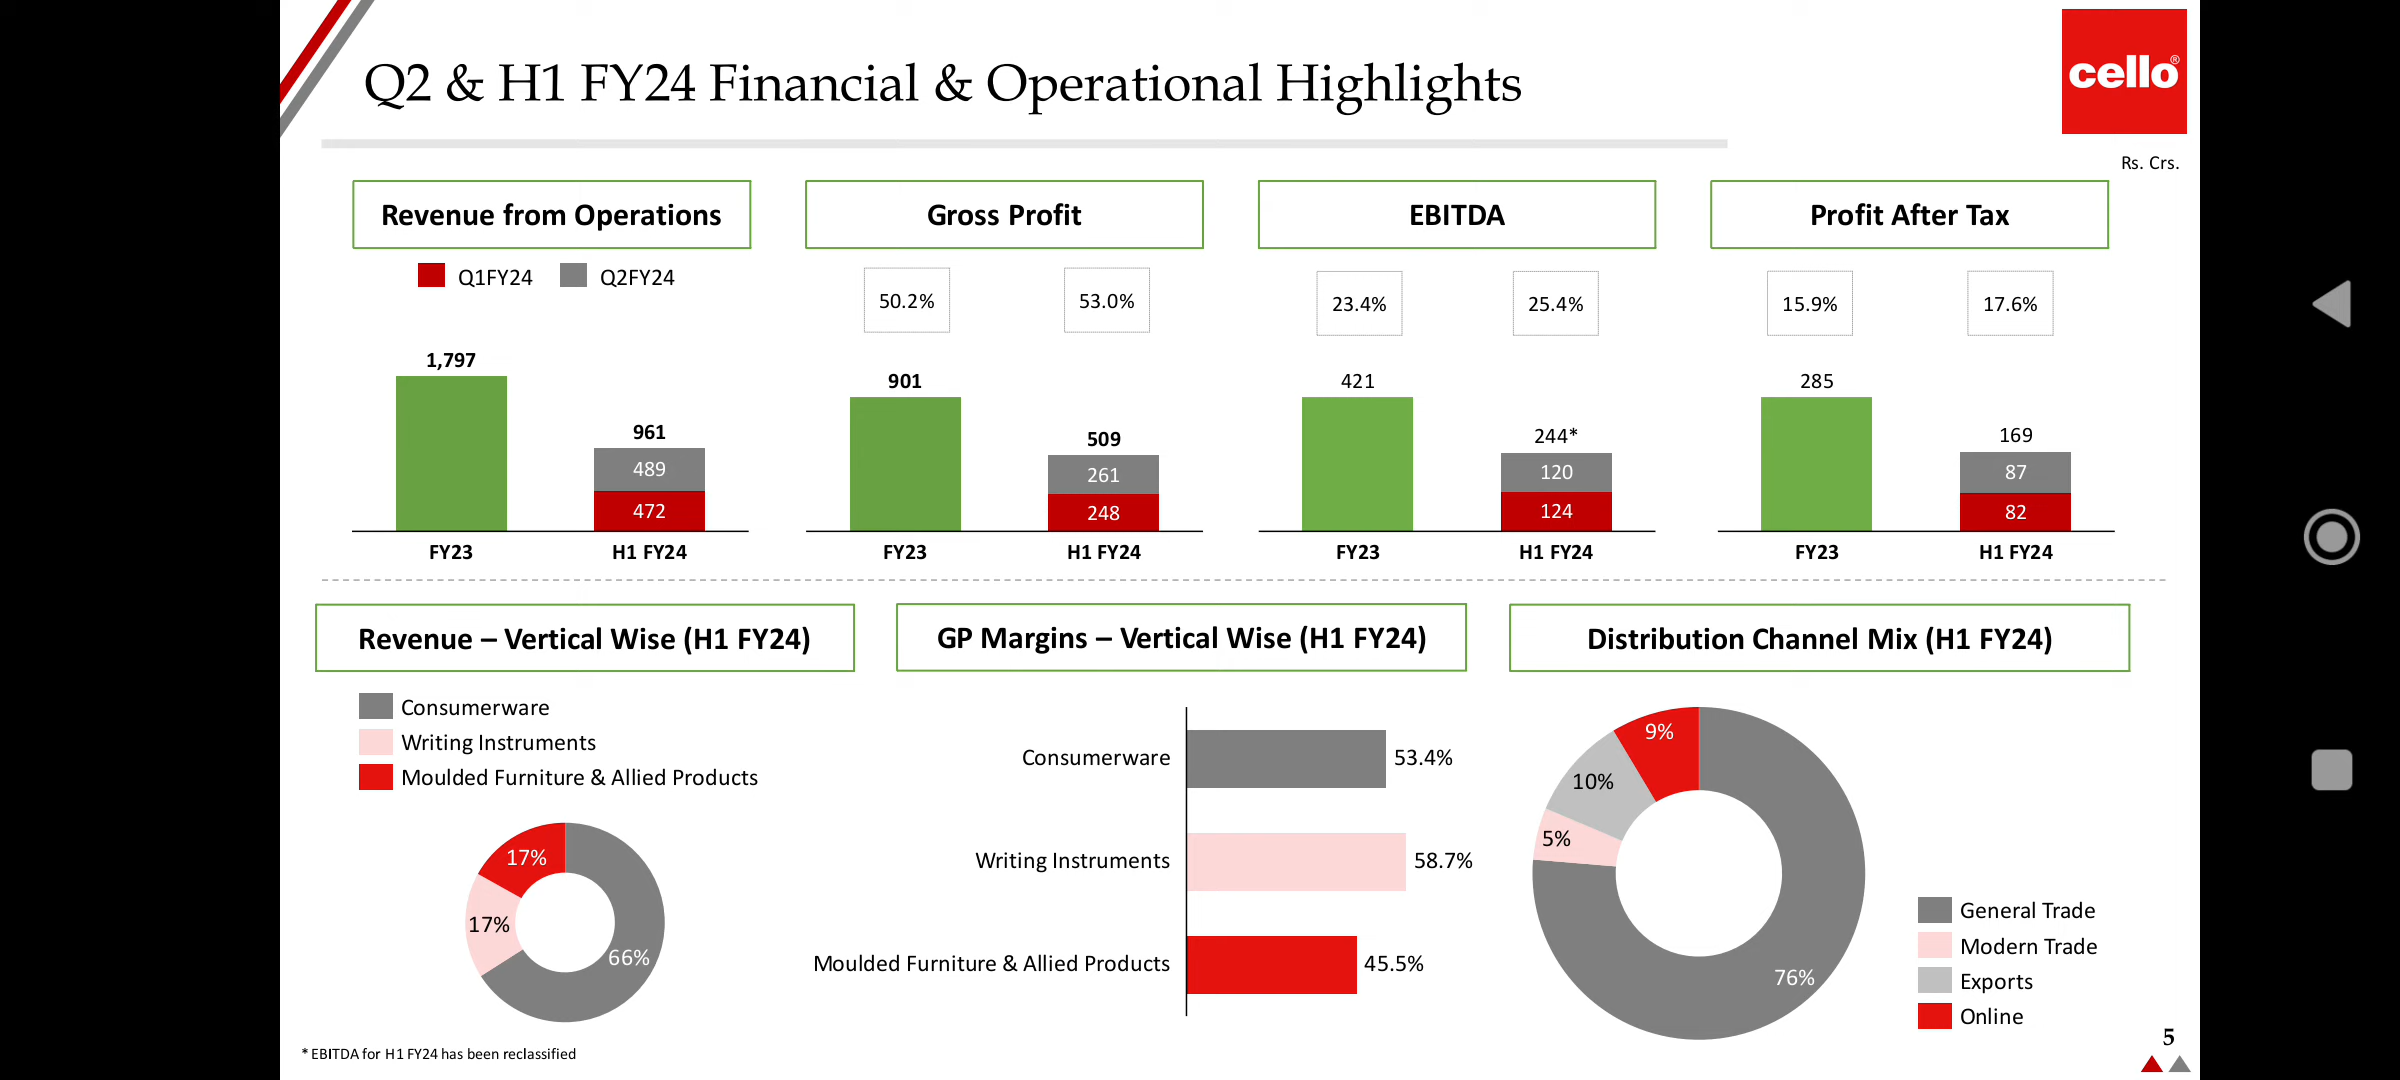 Q2 & H1 FY24 Financial & Operational Highlights
cello®
Rs. Crs.
Revenue from Operations
Q1FY24 Q2FY24
1,797
961
489
472
FY23 H1 FY24
Gross Profit
50.2% 53.0%
901
509
261
248
FY23 H1 FY24
EBITDA
23.4% 25.4%
421
244*
120
124
FY23 H1 FY24
Profit After Tax
15.9% 17.6%
285
169
87
82
FY23 H1 FY24
Revenue – Vertical Wise (H1 FY24)
Consumerware
Writing Instruments
Moulded Furniture & Allied Products
17%
17%
66%
GP Margins – Vertical Wise (H1 FY24)
Consumerware 53.4%
Writing Instruments 58.7%
Moulded Furniture & Allied Products 45.5%
Distribution Channel Mix (H1 FY24)
9%
10%
5%
76%
General Trade
Modern Trade
Exports
Online
* EBITDA for H1 FY24 has been reclassified
5